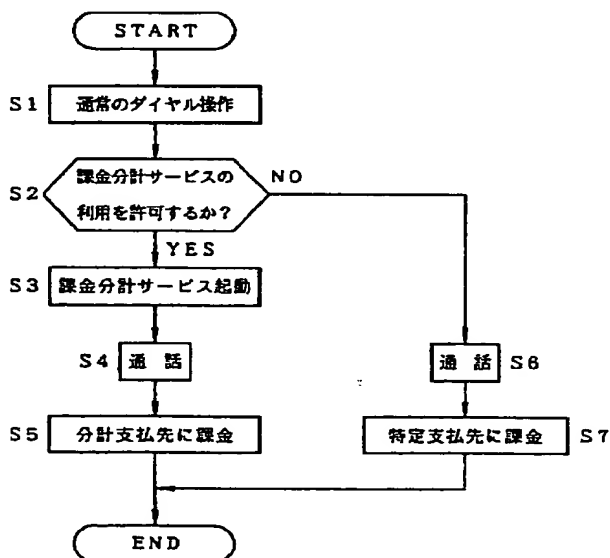 START
S1 通常のダイヤル操作
S2 課金分計サービスの
利用を許可するか？
NO
YES
S3 課金分計サービス起動
S4 通話
通話 S6
S5 分計支払先に課金
特定支払先に課金 S7
END